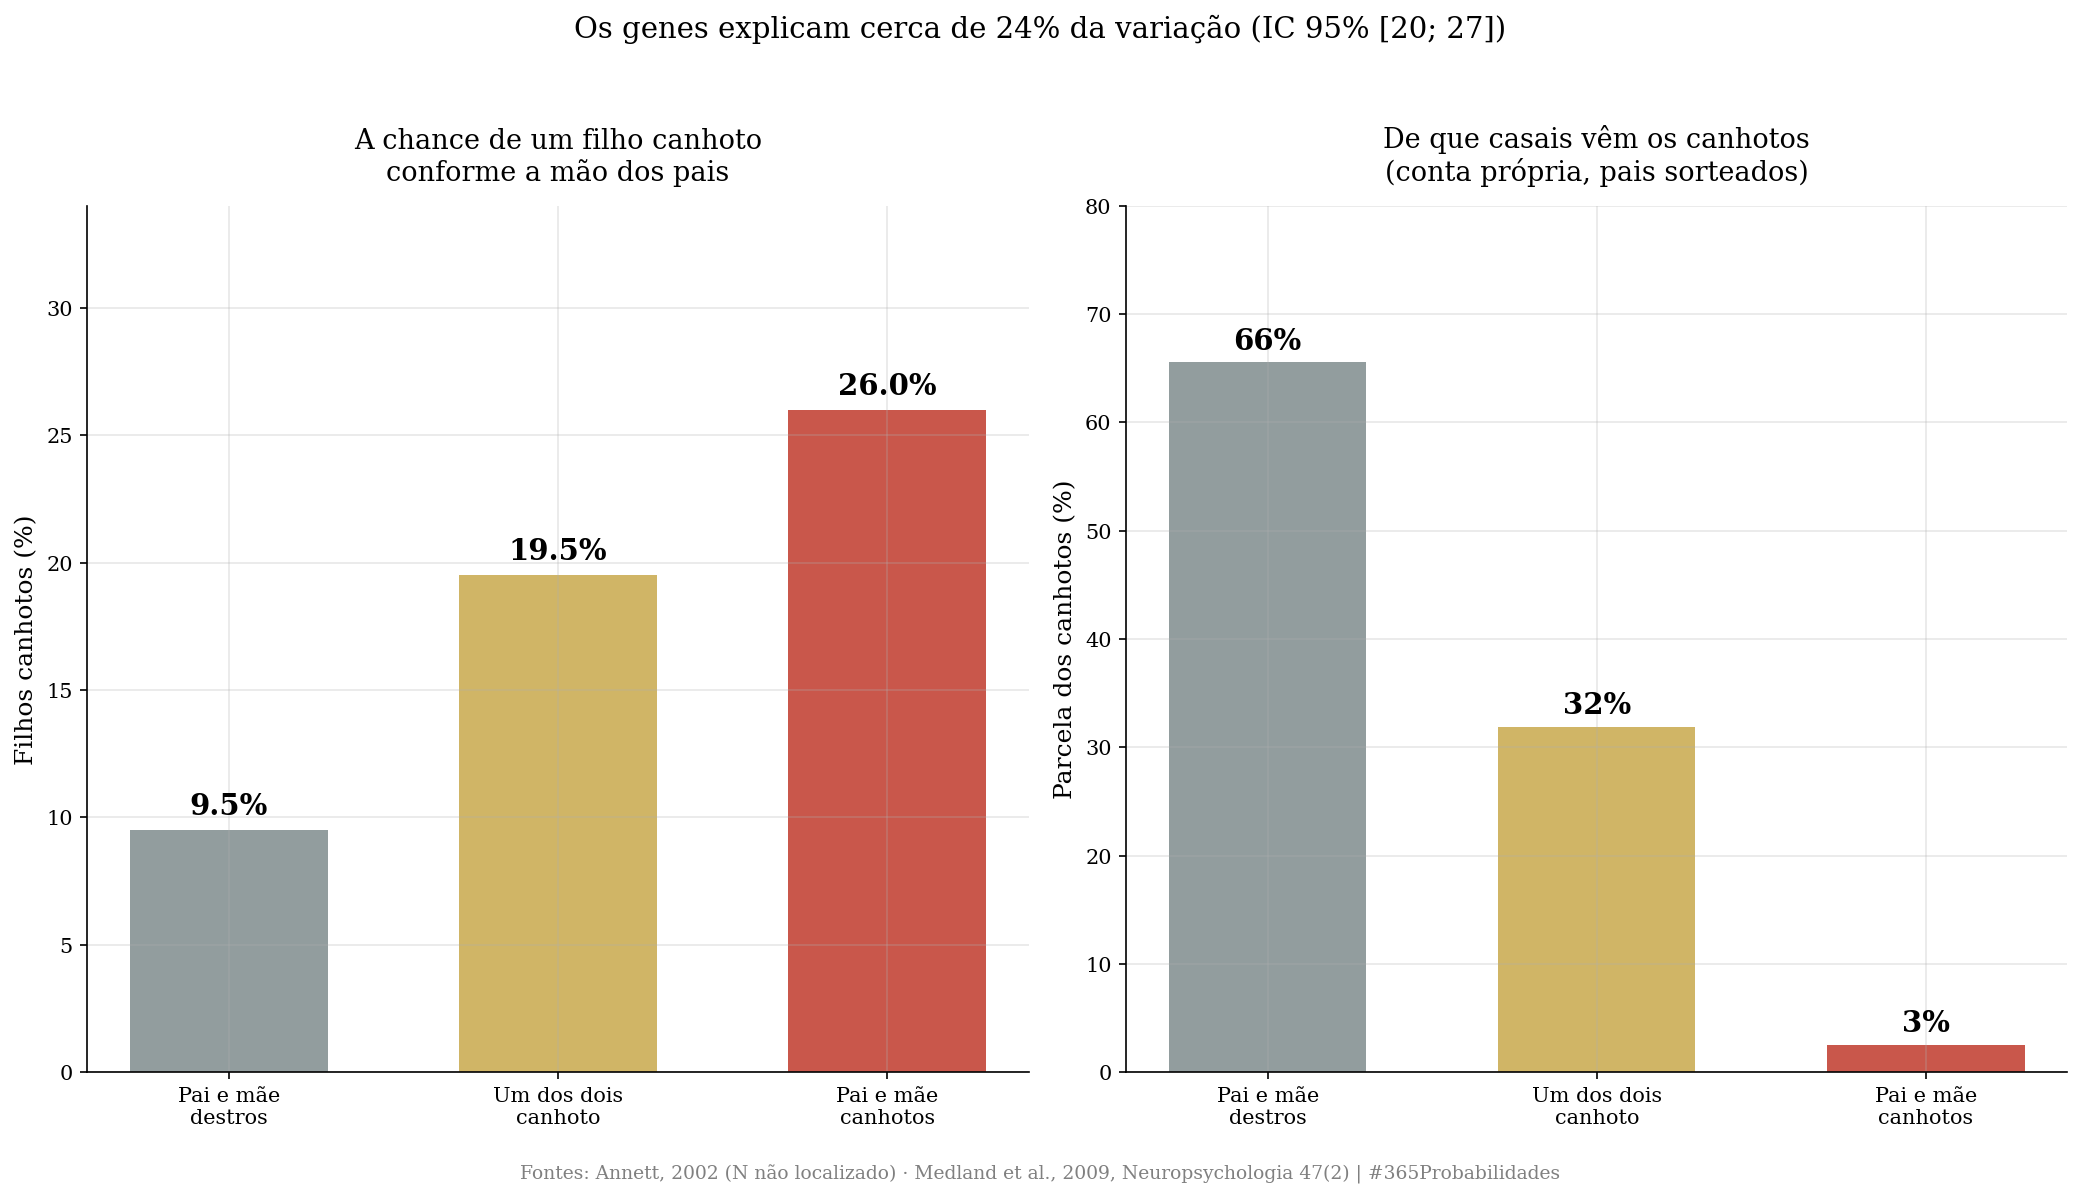 Os genes explicam cerca de 24% da variação (IC 95% [20; 27])
A chance de um filho canhoto
conforme a mão dos pais
Filhos canhotos (%)
30
25
20
15
10
5
0
9.5%
19.5%
26.0%
Pai e mãe
destros
Um dos dois
canhoto
Pai e mãe
canhotos
De que casais vêm os canhotos
(conta própria, pais sorteados)
Parcela dos canhotos (%)
80
70
60
50
40
30
20
10
0
66%
32%
3%
Pai e mãe
destros
Um dos dois
canhoto
Pai e mãe
canhotos
Fontes: Annett, 2002 (N não localizado) · Medland et al., 2009, Neuropsychologia 47(2) | #365Probabilidades